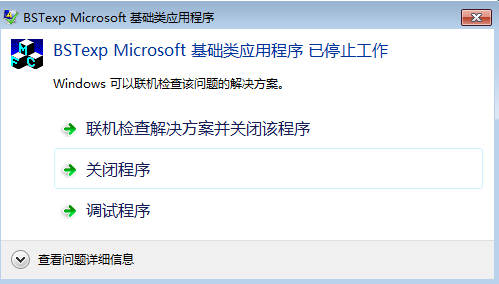 BSTexp Microsoft 基础类应用程序
MFC
BSTexp Microsoft 基础类应用程序 已停止工作
Windows 可以联机检查该问题的解决方案。
联机检查解决方案并关闭该程序
关闭程序
调试程序
查看问题详细信息